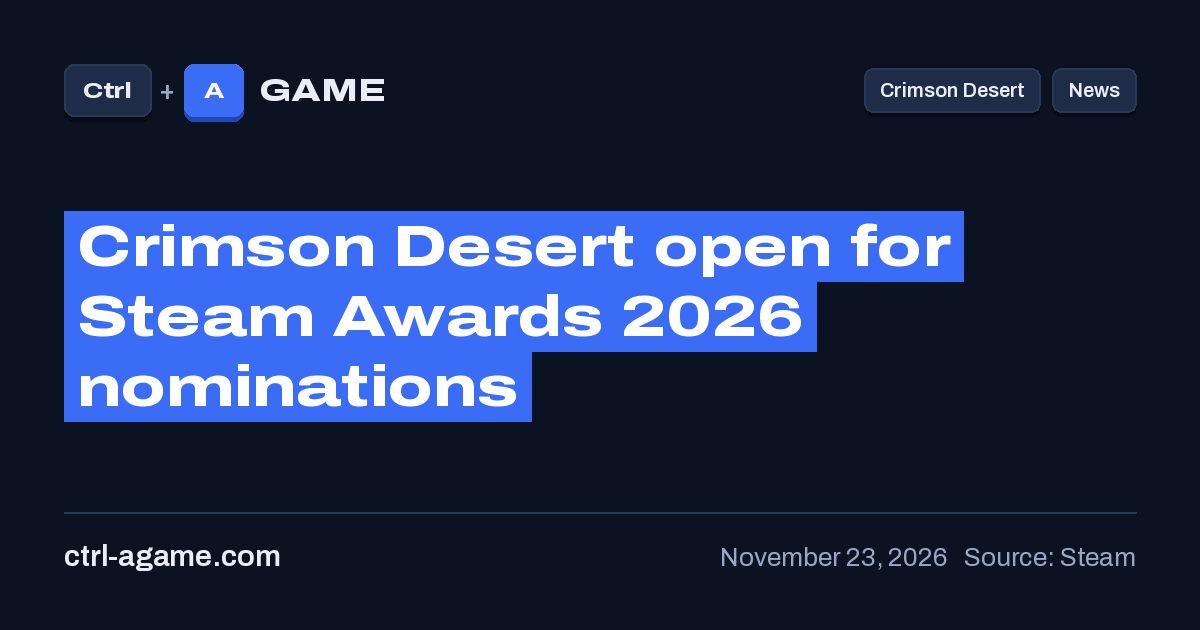 Ctrl + A GAME
Crimson Desert News
Crimson Desert open for
Steam Awards 2026
nominations
ctrl-agame.com
November 23, 2026 Source: Steam